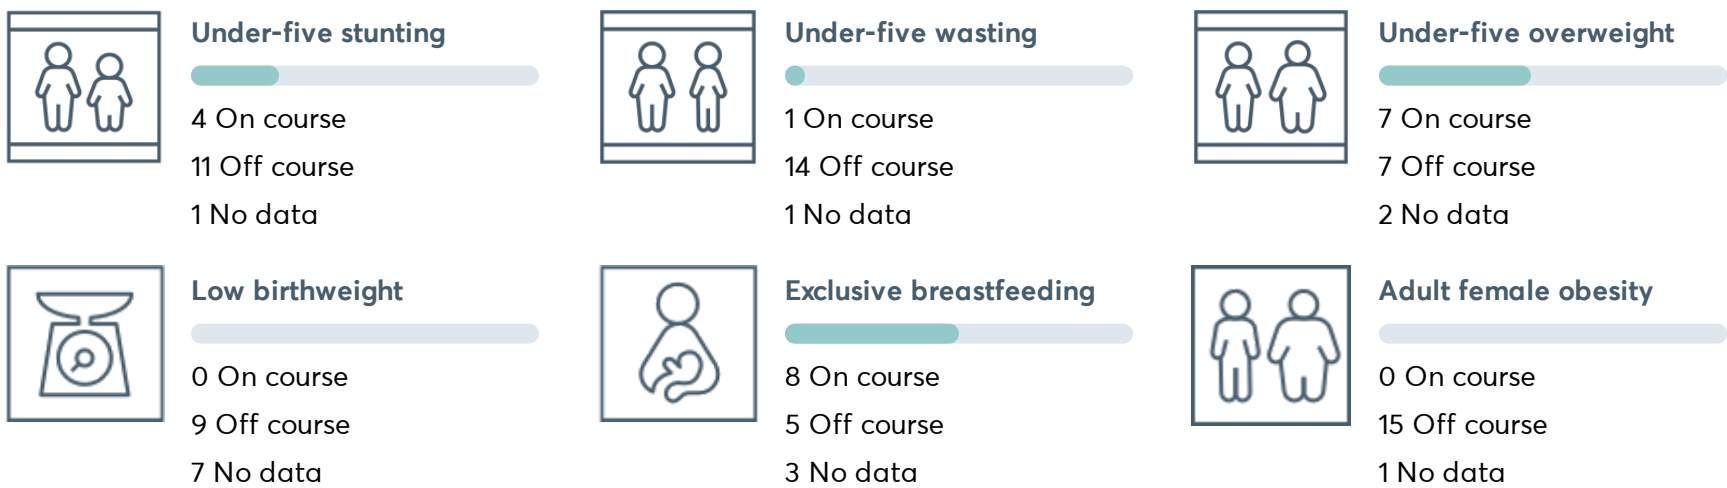 Under-five stunting
4 On course
11 Off course
1 No data
Under-five wasting
1 On course
14 Off course
1 No data
Under-five overweight
7 On course
7 Off course
2 No data
Low birthweight
0 On course
9 Off course
7 No data
Exclusive breastfeeding
8 On course
5 Off course
3 No data
Adult female obesity
0 On course
15 Off course
1 No data